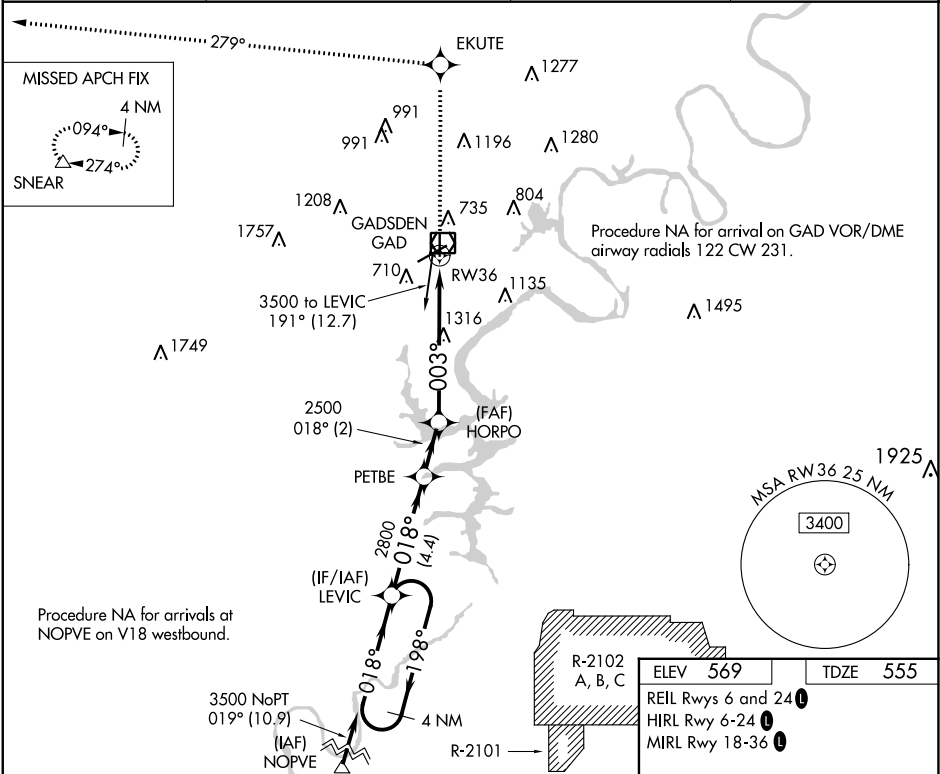 279°
EKUTE
MISSED APCH FIX
4 NM
094°
274°
SNEAR
1277
991
991
1196
1280
1208
GADSDEN
GAD
735
804
1757
Procedure NA for arrival on GAD VOR/DME
airway radials 122 CW 231.
710
RW36
1135
3500 to LEVIC
191° (12.7)
1316
1495
1749
003°
2500
018° (2)
(FAF)
HORPO
PETBE
1925
MSA RW36 25 NM
3400
2800
018°
(4.4)
(IF/IAF)
LEVIC
Procedure NA for arrivals at
NOPVE on V18 westbound.
018°
198°
R-2102
A, B, C
3500 NoPT
019° (10.9)
4 NM
(IAF)
NOPVE
R-2101
ELEV 569
TDZE 555
REIL Rwys 6 and 24 L
HIRL Rwy 6-24 L
MIRL Rwy 18-36 L